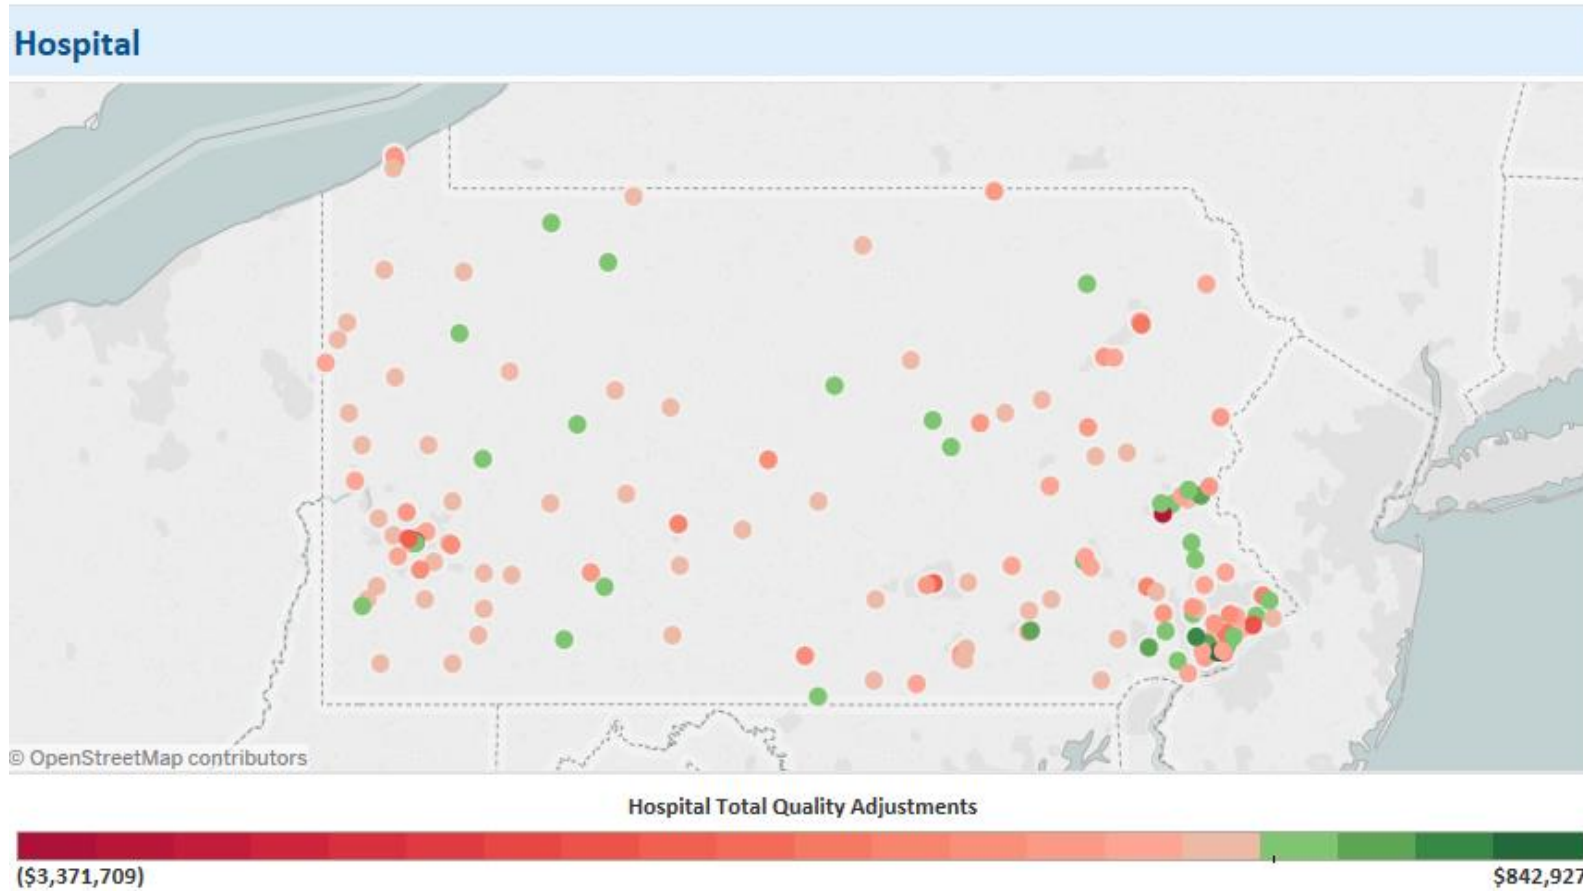 Hospital
© OpenStreetMap contributors
Hospital Total Quality Adjustments
($3,371,709)
$842,927